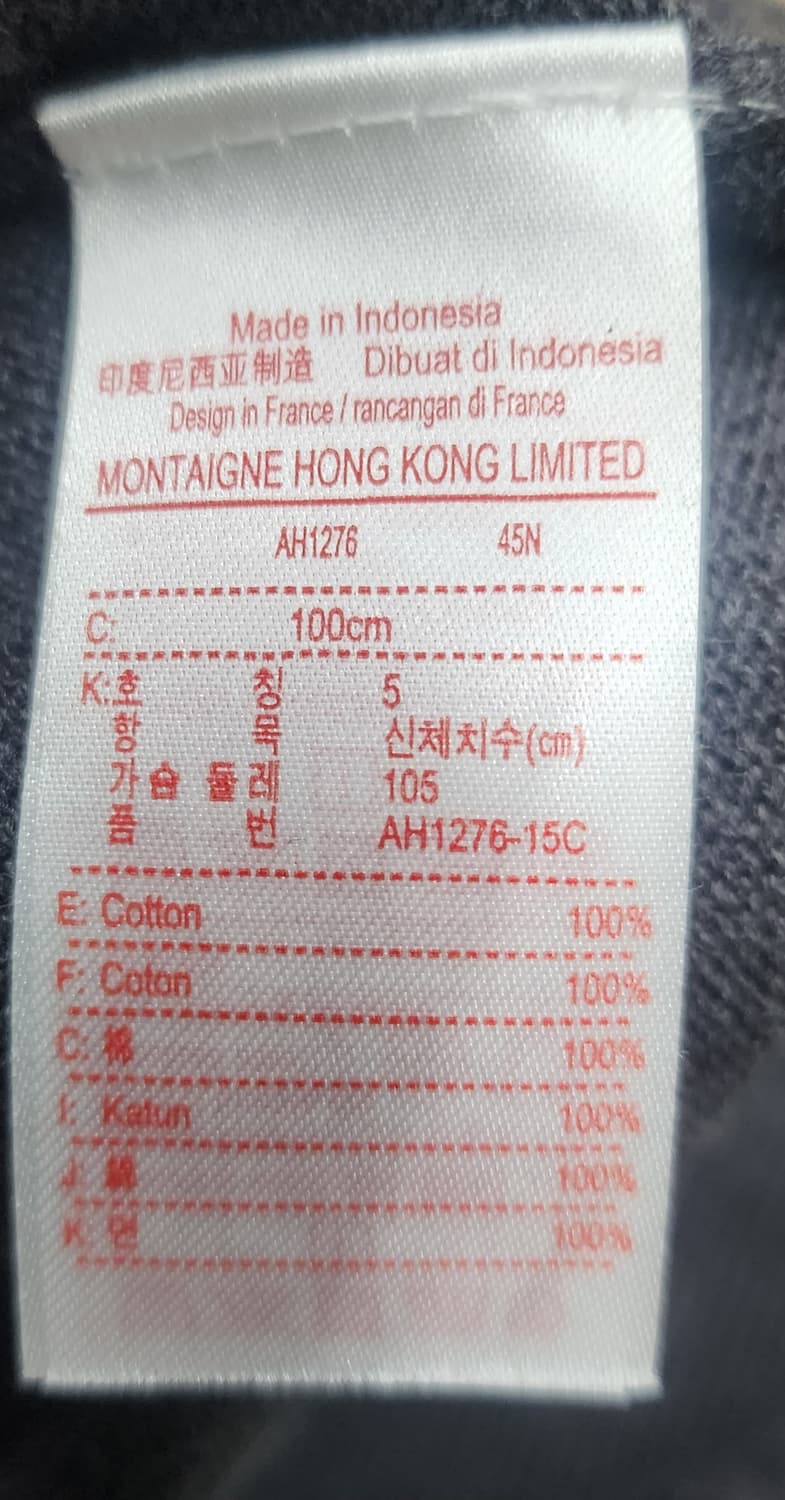 Made in Indonesia
印度尼西亚制造 Dibuat di Indonesia
Design in France / rancangan di France
MONTAIGNE HONG KONG LIMITED
AH1276 45N
C: 100cm
K:호 칭 5
항 목 신체치수(cm)
가슴 둘레 105
품 번 AH1276-15C
E: Cotton 100%
F: Coton 100%
C: 棉 100%
I: Katun 100%
J: 綿 100%
K: 면 100%